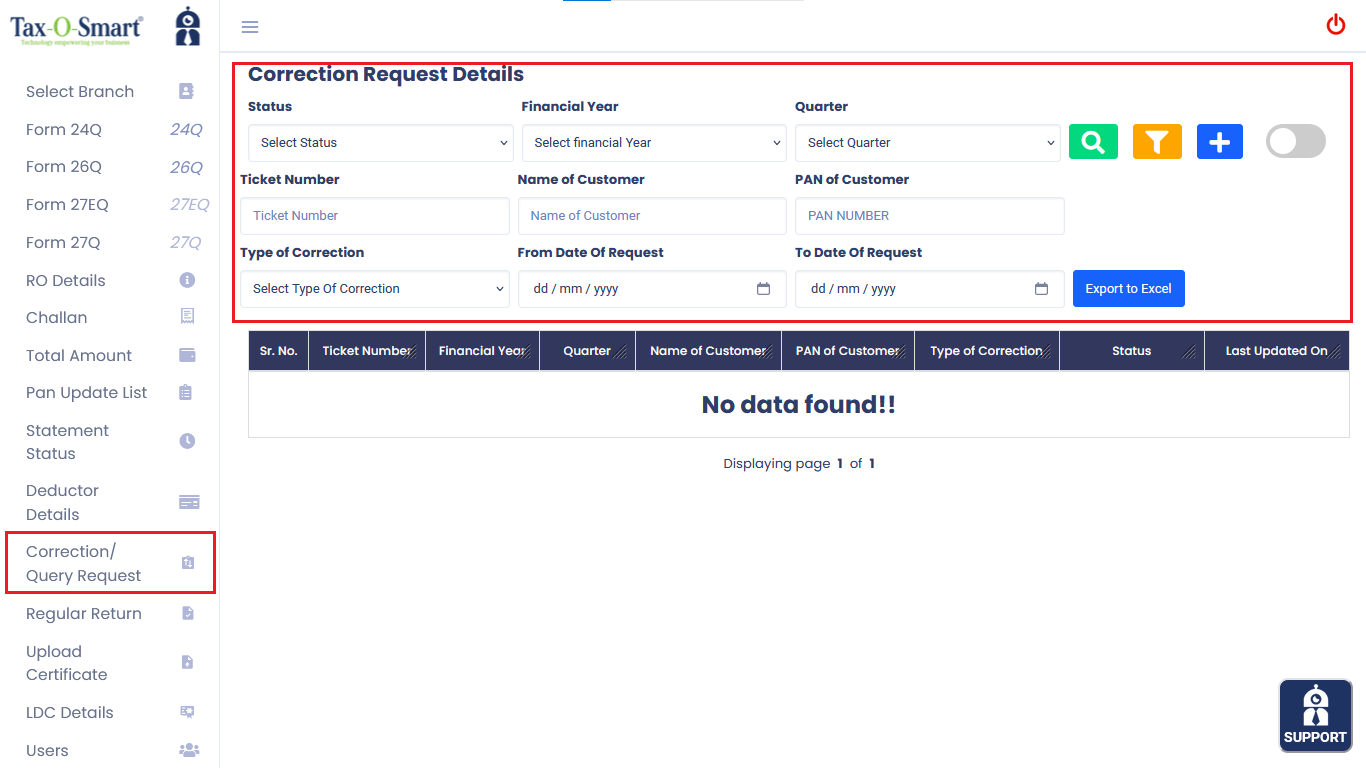 Tax-O-Smart®
Technology empowering your business
Select Branch
Form 24Q 24Q
Form 26Q 26Q
Form 27EQ 27EQ
Form 27Q 27Q
RO Details
Challan
Total Amount
Pan Update List
Statement
Status
Deductor
Details
Correction/
Query Request
Regular Return
Upload
Certificate
LDC Details
Users
Correction Request Details
Status Financial Year Quarter
Select Status Select financial Year Select Quarter
Ticket Number Name of Customer PAN of Customer
Ticket Number Name of Customer PAN NUMBER
Type of Correction From Date Of Request To Date Of Request
Select Type Of Correction dd / mm / yyyy dd / mm / yyyy Export to Excel
Sr. No. Ticket Number Financial Year Quarter Name of Customer PAN of Customer Type of Correction Status Last Updated On
No data found!!
Displaying page 1 of 1
SUPPORT